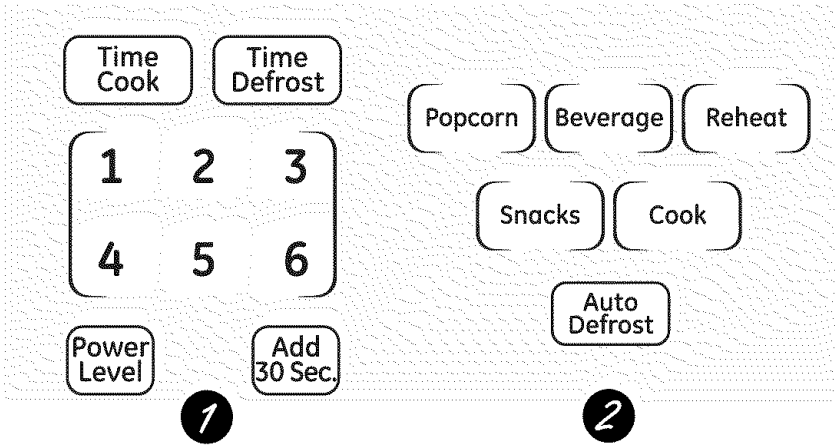 Time
Cook
Time
Defrost
1 2 3
4 5 6
Power
Level
Add
30 Sec.
1
Popcorn Beverage Reheat
Snacks Cook
Auto
Defrost
2